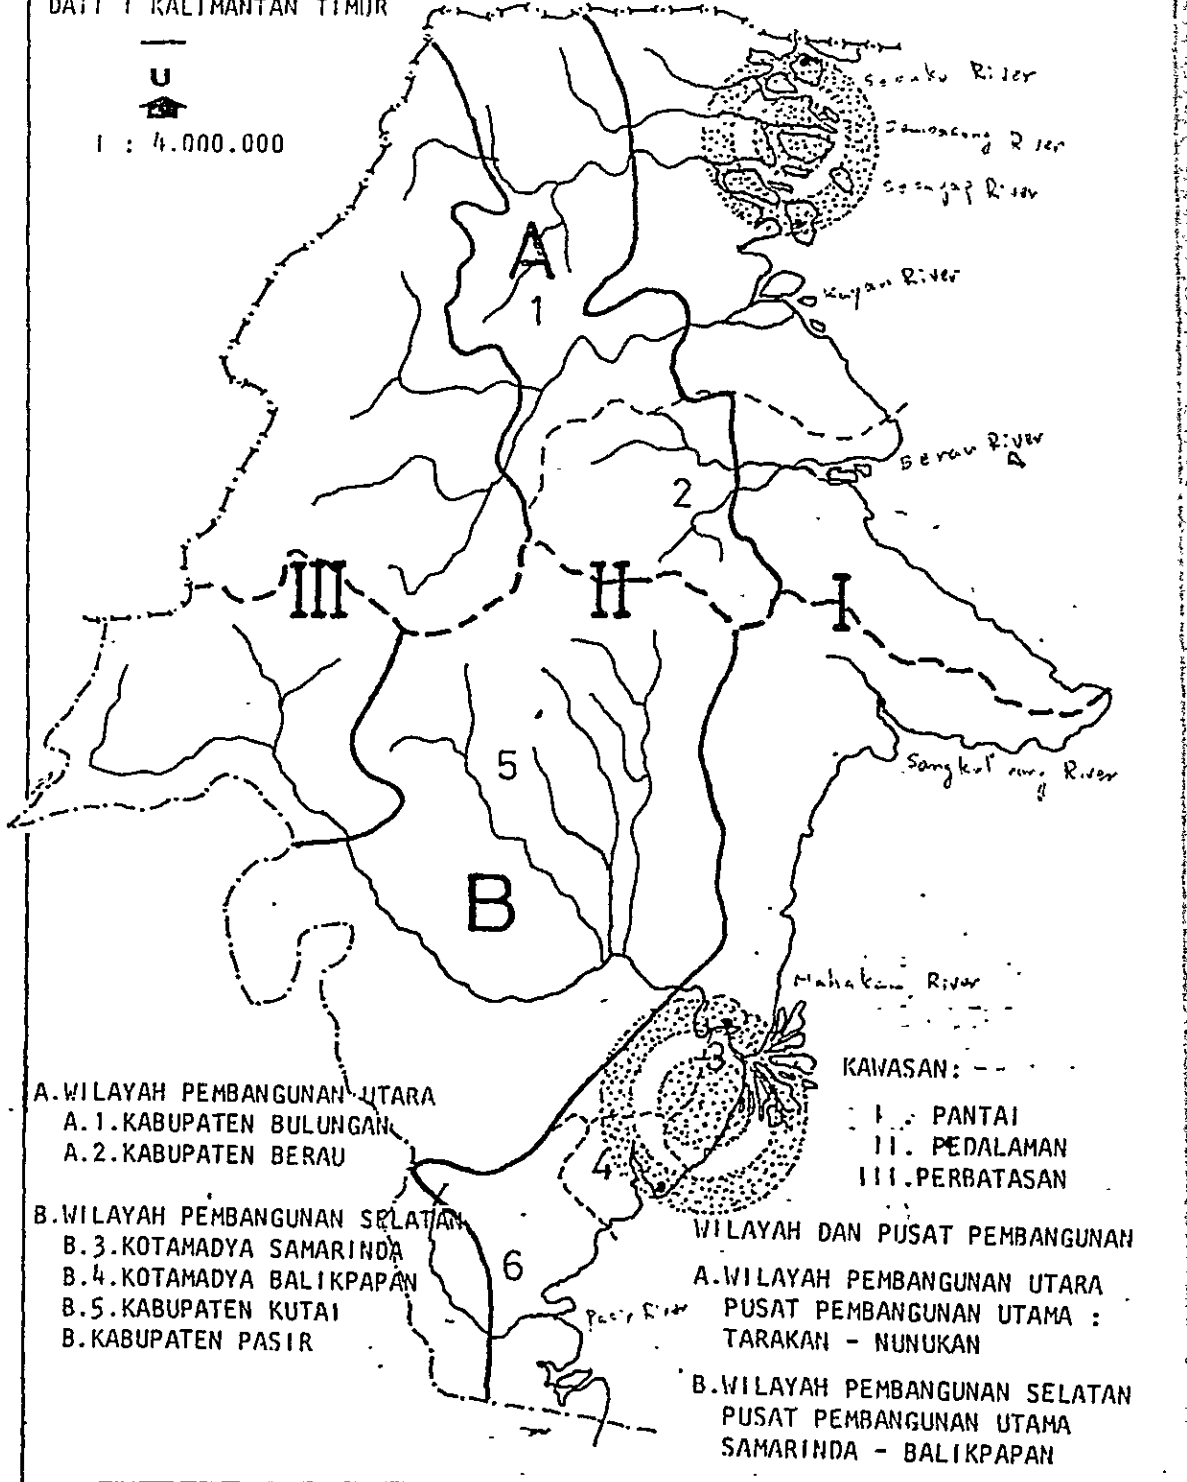 DATI I KALIMANTAN TIMUR
U
1 : 4.000.000
River
River
River
Kayan River
Berau River
A
1
2
III
II
I
5
Sangkulirang River
B
Mahakam River
3
4
6
Pasir River
A.WILAYAH PEMBANGUNAN UTARA
A.1.KABUPATEN BULUNGAN
A.2.KABUPATEN BERAU
B.WILAYAH PEMBANGUNAN SELATAN
B.3.KOTAMADYA SAMARINDA
B.4.KOTAMADYA BALIKPAPAN
B.5.KABUPATEN KUTAI
B.KABUPATEN PASIR
KAWASAN:
I. PANTAI
II. PEDALAMAN
III.PERBATASAN
WILAYAH DAN PUSAT PEMBANGUNAN
A.WILAYAH PEMBANGUNAN UTARA
PUSAT PEMBANGUNAN UTAMA :
TARAKAN - NUNUKAN
B.WILAYAH PEMBANGUNAN SELATAN
PUSAT PEMBANGUNAN UTAMA
SAMARINDA - BALIKPAPAN